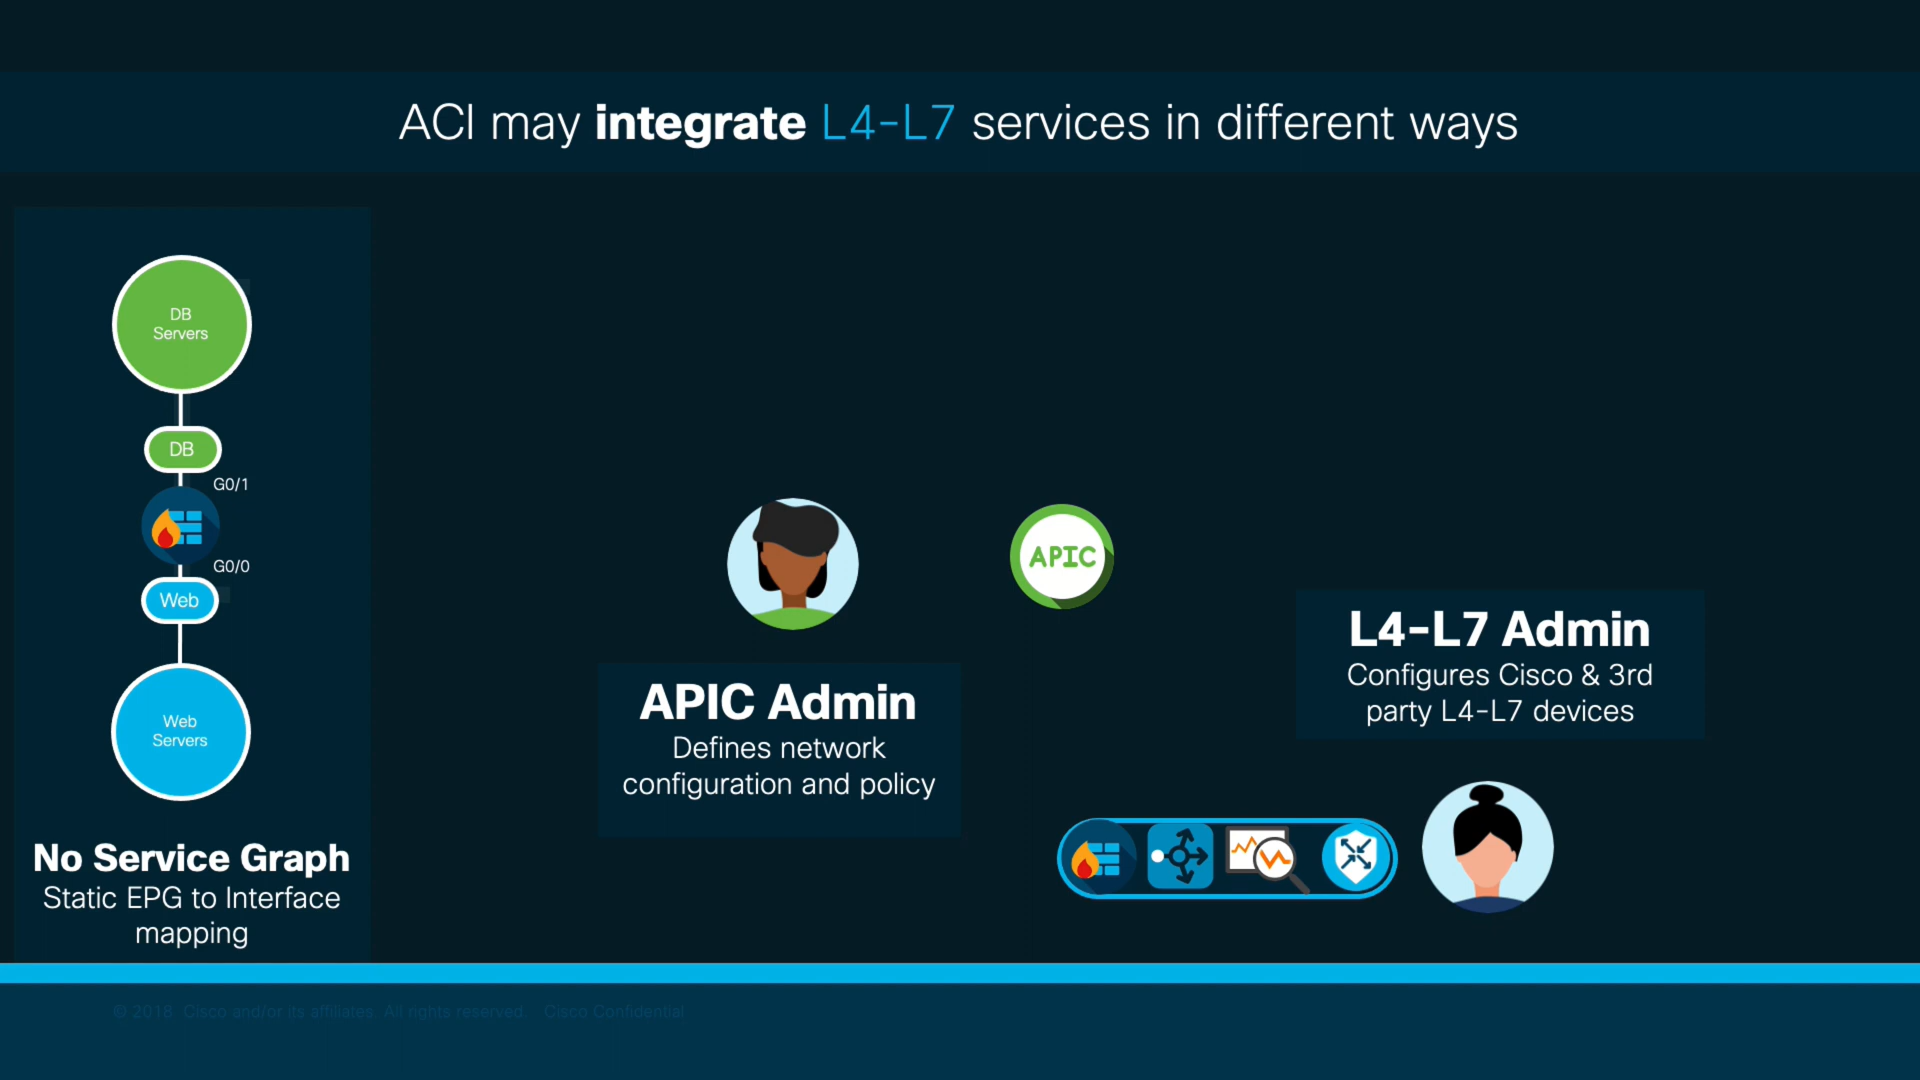 ACI may integrate L4-L7 services in different ways
DB
Servers
DB
G0/1
G0/0
Web
Web
Servers
No Service Graph
Static EPG to Interface
mapping
APIC
APIC Admin
Defines network
configuration and policy
L4-L7 Admin
Configures Cisco & 3rd
party L4-L7 devices
© 2018 Cisco and/or its affiliates. All rights reserved. Cisco Confidential